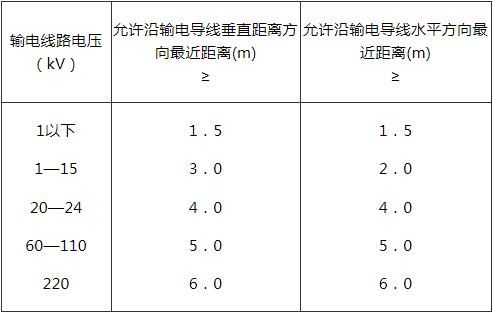 输电线路电压 允许沿输电导线垂直距离方 允许沿输电导线水平方向最
（kV） 向最近距离(m) 近距离(m)
≥ ≥
1以下 1．5 1．5
1—15 3．0 2．0
20—24 4．0 4．0
60—110 5．0 5．0
220 6．0 6．0